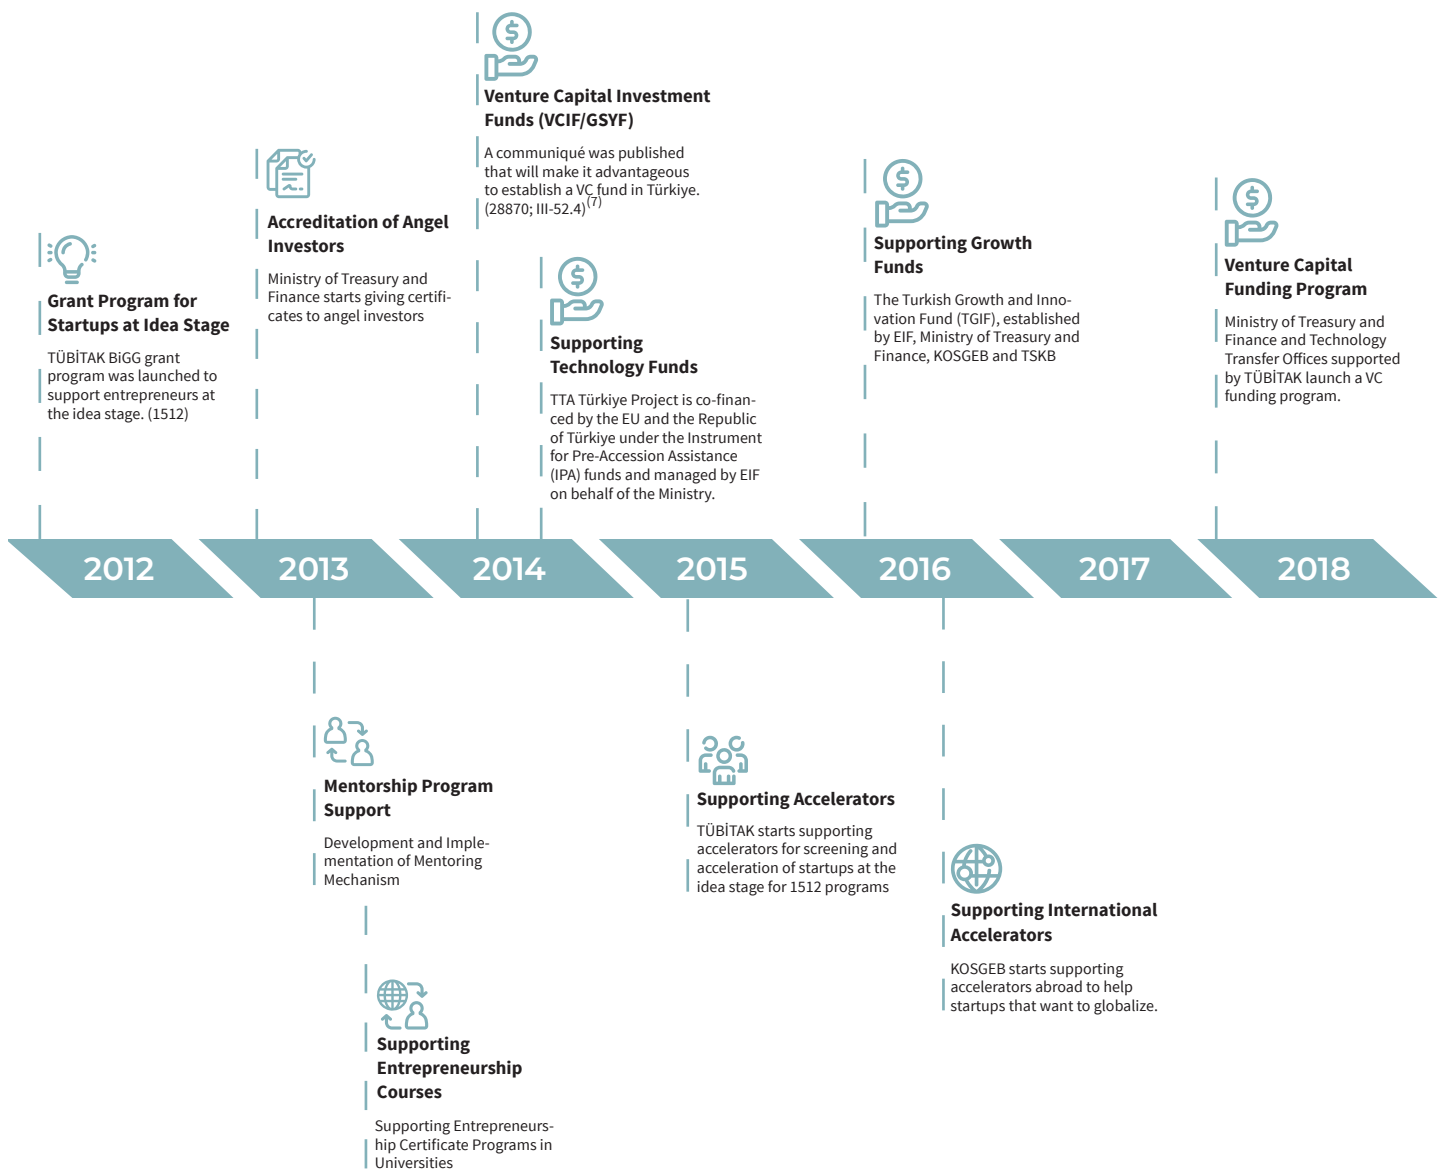 Venture Capital Investment
Funds (VCIF/GSYF)
A communiqué was published
that will make it advantageous
to establish a VC fund in Türkiye.
(28870; III-52.4)(7)
Accreditation of Angel
Investors
Ministry of Treasury and
Finance starts giving certifi-
cates to angel investors
Grant Program for
Startups at Idea Stage
TÜBİTAK BiGG grant
program was launched to
support entrepreneurs at
the idea stage. (1512)
Supporting
Technology Funds
TTA Türkiye Project is co-finan-
ced by the EU and the Republic
of Türkiye under the Instrument
for Pre-Accession Assistance
(IPA) funds and managed by EIF
on behalf of the Ministry.
Supporting Growth
Funds
The Turkish Growth and Inno-
vation Fund (TGIF), established
by EIF, Ministry of Treasury and
Finance, KOSGEB and TSKB
Venture Capital
Funding Program
Ministry of Treasury and
Finance and Technology
Transfer Offices supported
by TÜBİTAK launch a VC
funding program.
2012
2013
2014
2015
2016
2017
2018
Mentorship Program
Support
Development and Imple-
mentation of Mentoring
Mechanism
Supporting
Entrepreneurship
Courses
Supporting Entrepreneurs-
hip Certificate Programs in
Universities
Supporting Accelerators
TÜBİTAK starts supporting
accelerators for screening and
acceleration of startups at the
idea stage for 1512 programs
Supporting International
Accelerators
KOSGEB starts supporting
accelerators abroad to help
startups that want to globalize.